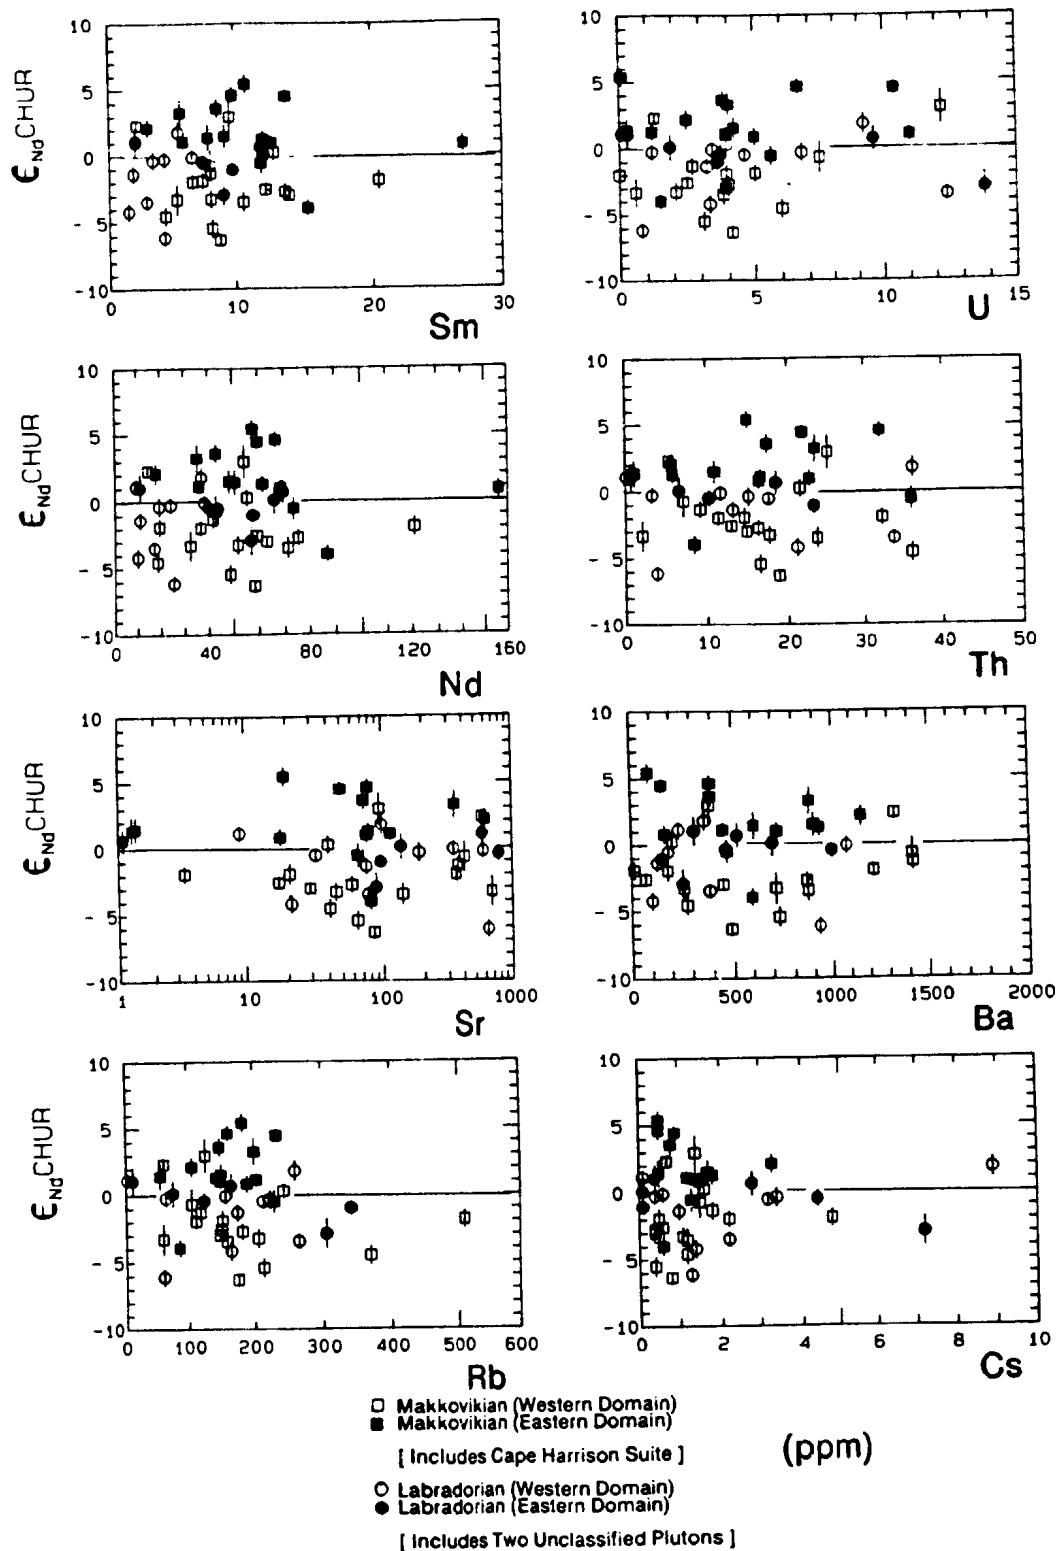 10
5
0
-5
-10
ЄNdCHUR
0 10 20 30
Sm
10
5
0
-5
-10
0 5 10 15
U
10
5
0
-5
-10
ЄNdCHUR
0 40 80 120 160
Nd
10
5
0
-5
-10
0 10 20 30 40 50
Th
10
5
0
-5
-10
ЄNdCHUR
1 10 100 1000
Sr
10
5
0
-5
-10
0 500 1000 1500 2000
Ba
10
5
0
-5
-10
ЄNdCHUR
0 100 200 300 400 500 600
Rb
10
5
0
-5
-10
0 2 4 6 8 10
Cs
Makkovikian (Western Domain)
Makkovikian (Eastern Domain)
[ Includes Cape Harrison Suite ]
(ppm)
Labradorian (Western Domain)
Labradorian (Eastern Domain)
[ Includes Two Unclassified Plutons ]